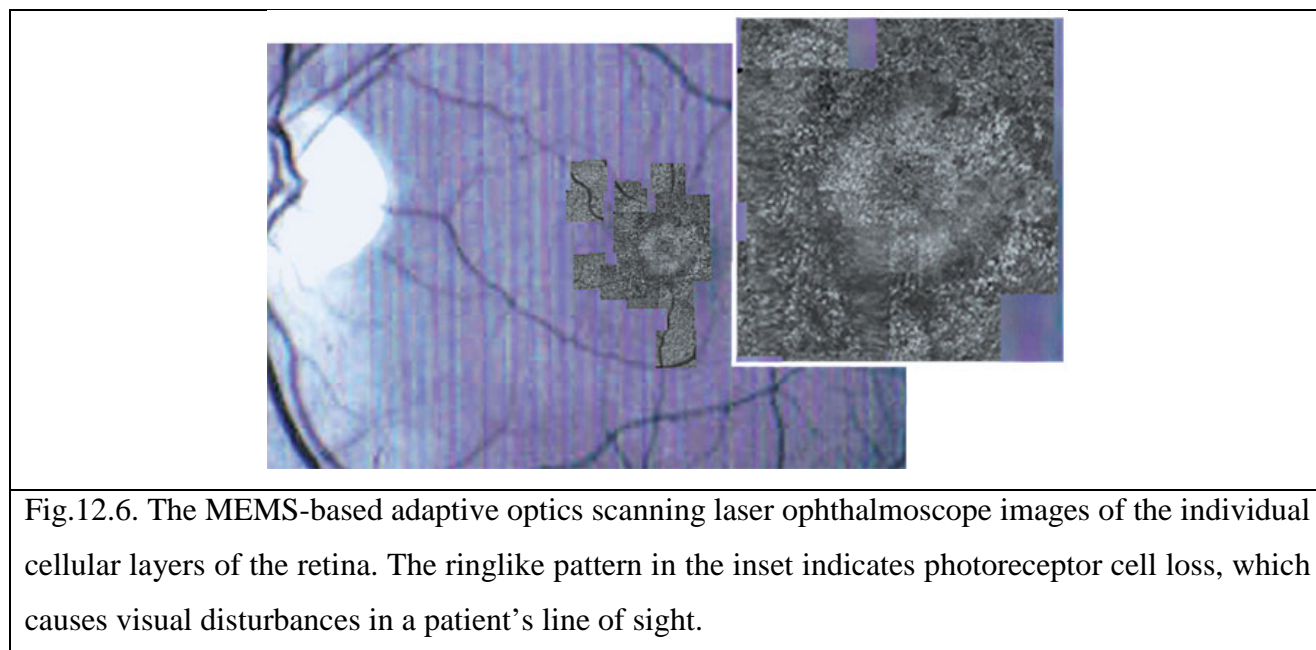 Fig.12.6. The MEMS-based adaptive optics scanning laser ophthalmoscope images of the individual
cellular layers of the retina. The ringlike pattern in the inset indicates photoreceptor cell loss, which
causes visual disturbances in a patient’s line of sight.